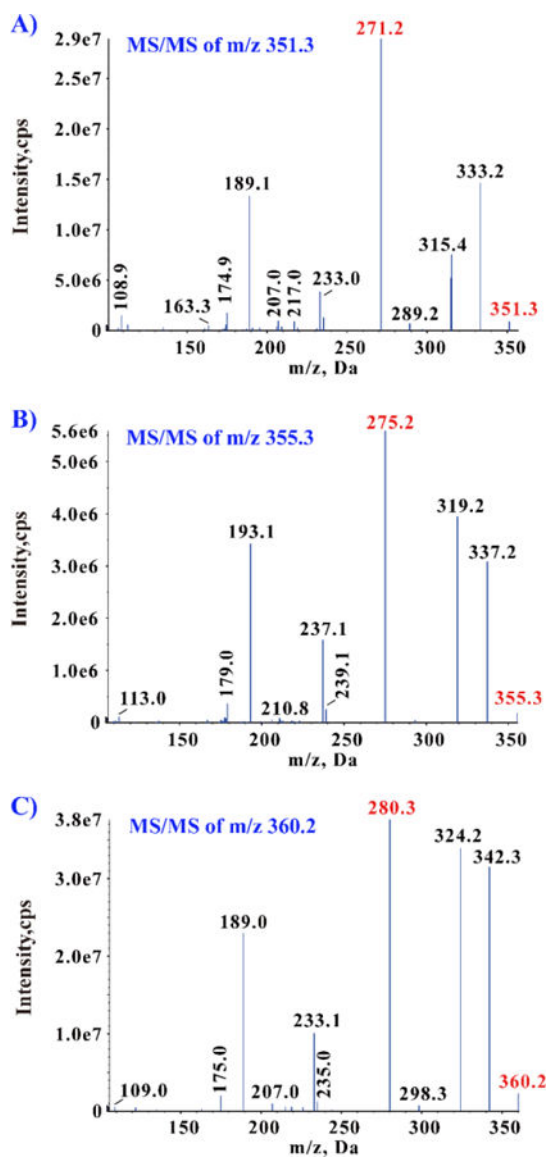 A)
MS/MS of m/z 351.3
271.2
2.9e7
2.5e7
2.0e7
1.5e7
1.0e7
5.0e6
0
Intensity,cps
108.9
163.3
174.9
189.1
207.0
217.0
233.0
289.2
315.4
333.2
351.3
150 200 250 300 350
m/z, Da
B)
MS/MS of m/z 355.3
275.2
5.6e6
5.0e6
4.0e6
3.0e6
2.0e6
1.0e6
0
Intensity,cps
113.0
179.0
193.1
210.8
237.1
239.1
319.2
337.2
355.3
150 200 250 300 350
m/z, Da
C)
MS/MS of m/z 360.2
280.3
3.8e7
3.0e7
2.0e7
1.0e7
0
Intensity,cps
109.0
175.0
189.0
207.0
233.1
235.0
298.3
324.2
342.3
360.2
150 200 250 300 350
m/z, Da